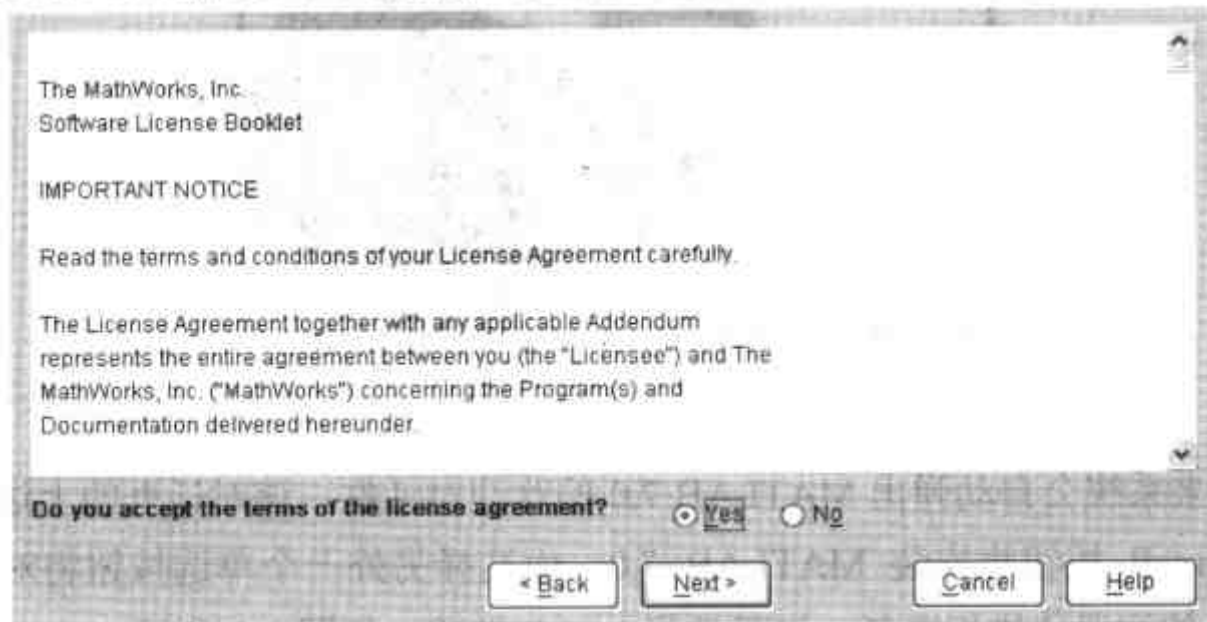 The MathWorks, Inc.
Software License Booklet
IMPORTANT NOTICE
Read the terms and conditions of your License Agreement carefully.
The License Agreement together with any applicable Addendum
represents the entire agreement between you (the "Licensee") and The
MathWorks, Inc. ("MathWorks") concerning the Program(s) and
Documentation delivered hereunder.
Do you accept the terms of the license agreement? Yes No
< Back Next > Cancel Help